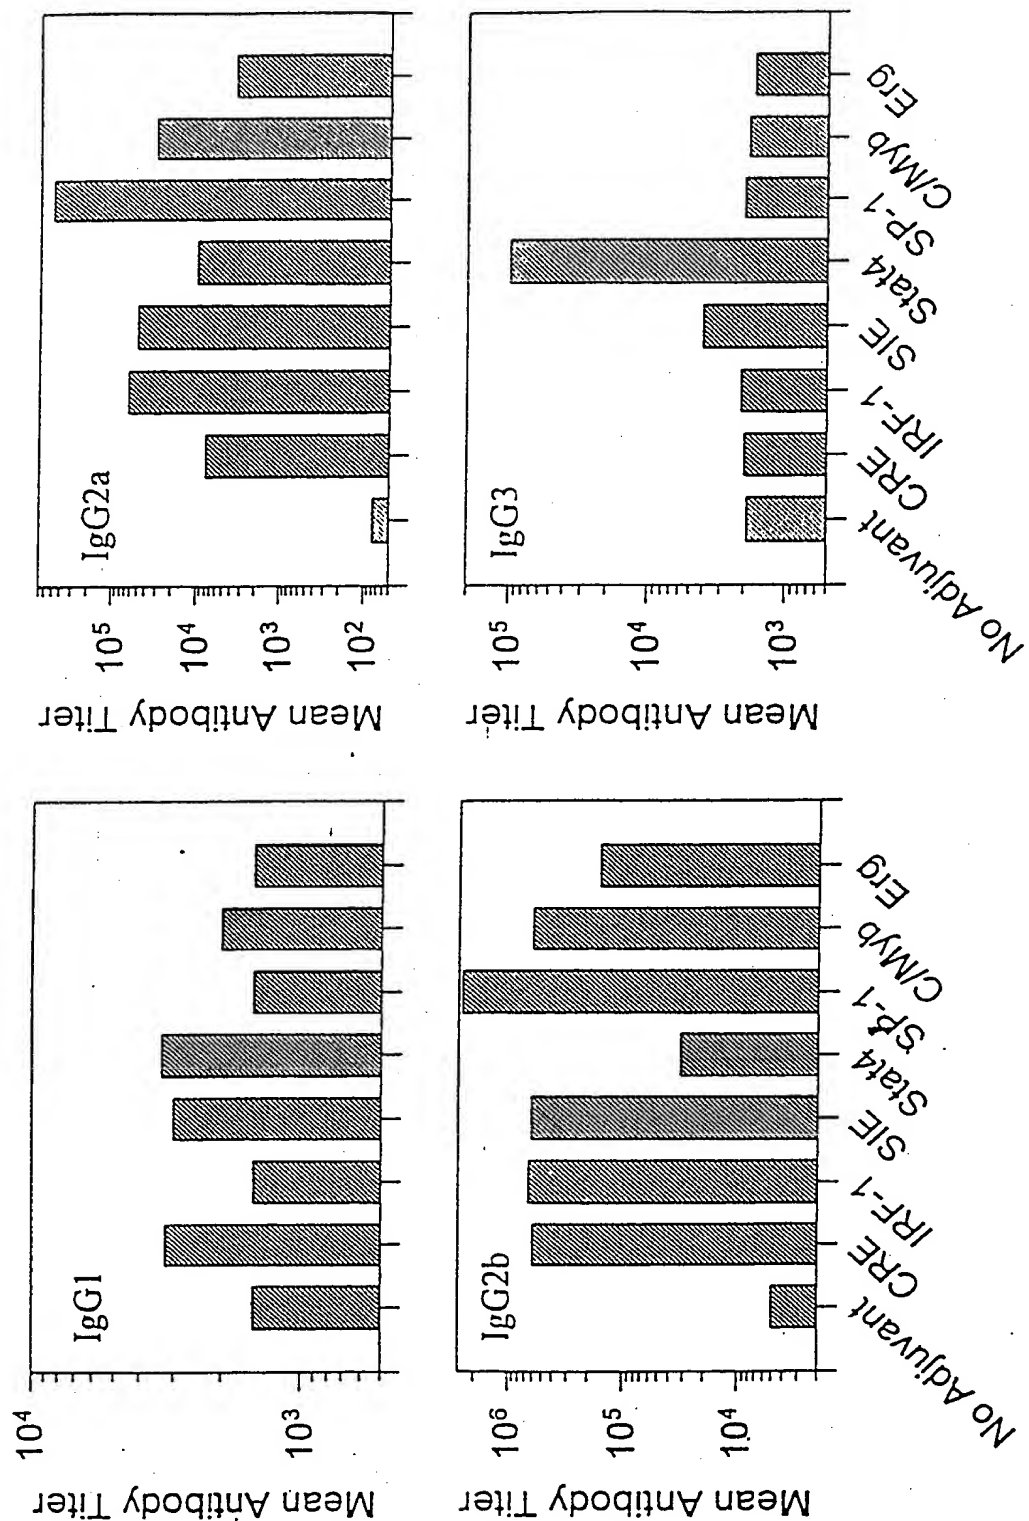 Mean Antibody Titer
10⁴
10³
IgG1
Mean Antibody Titer
10⁵
10⁴
10³
10²
IgG2a
Mean Antibody Titer
10⁶
10⁵
10⁴
IgG2b
No Adjuvant
CRE
IRF-1
SIE
Stat4
SP-1
C/Myb
Erg
Mean Antibody Titer
10⁵
10⁴
10³
IgG3
No Adjuvant
CRE
IRF-1
SIE
Stat4
SP-1
C/Myb
Erg